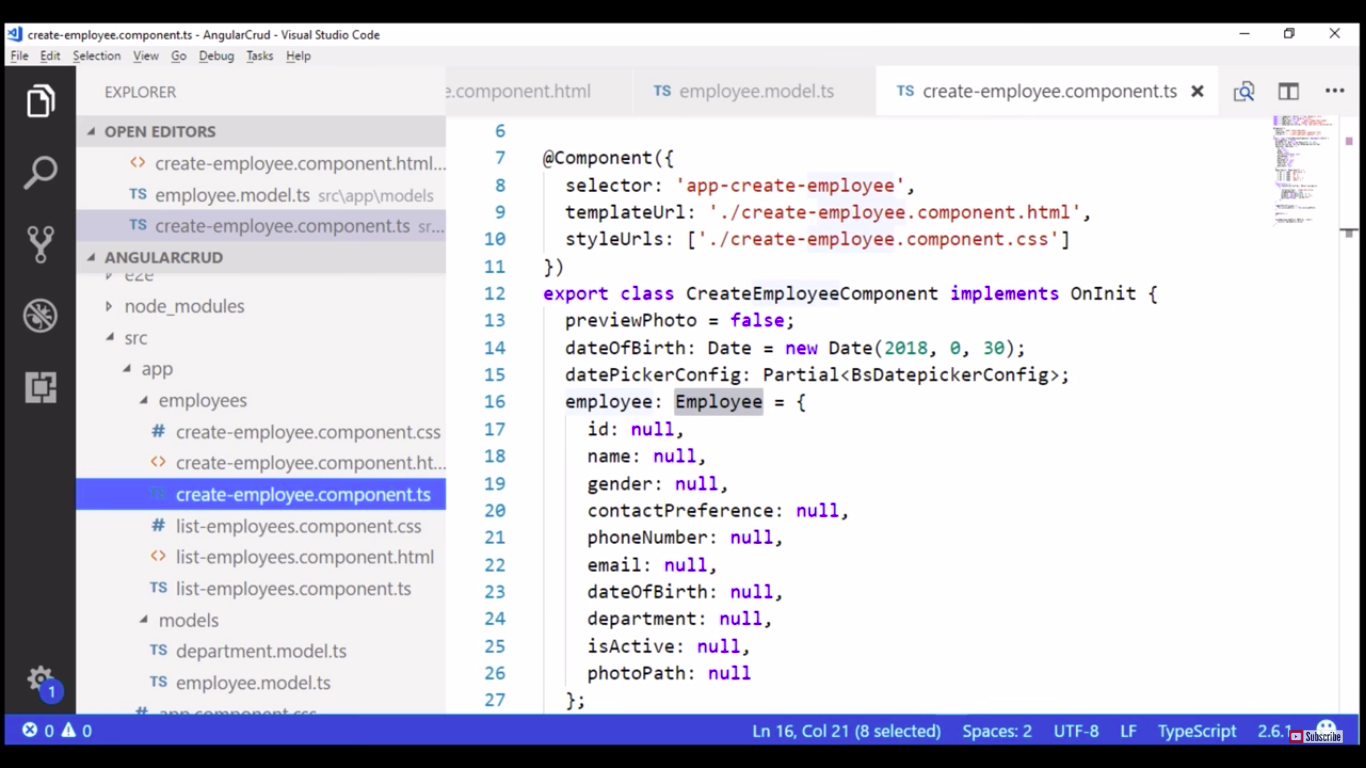 create-employee.component.ts - AngularCrud - Visual Studio Code
File Edit Selection View Go Debug Tasks Help
EXPLORER
OPEN EDITORS
create-employee.component.html...
TS employee.model.ts src\app\models
TS create-employee.component.ts sr...
ANGULARCRUD
e2e
node_modules
src
app
employees
# create-employee.component.css
<> create-employee.component.ht...
TS create-employee.component.ts
# list-employees.component.css
<> list-employees.component.html
TS list-employees.component.ts
models
TS department.model.ts
TS employee.model.ts
# app.component.css
1
e.component.html TS employee.model.ts TS create-employee.component.ts
6
7 @Component({
8 selector: 'app-create-employee',
9 templateUrl: './create-employee.component.html',
10 styleUrls: ['./create-employee.component.css']
11 })
12 export class CreateEmployeeComponent implements OnInit {
13 previewPhoto = false;
14 dateOfBirth: Date = new Date(2018, 0, 30);
15 datePickerConfig: Partial<BsDatepickerConfig>;
16 employee: Employee = {
17 id: null,
18 name: null,
19 gender: null,
20 contactPreference: null,
21 phoneNumber: null,
22 email: null,
23 dateOfBirth: null,
24 department: null,
25 isActive: null,
26 photoPath: null
27 };
0 0 Ln 16, Col 21 (8 selected) Spaces: 2 UTF-8 LF TypeScript 2.6.1
Subscribe